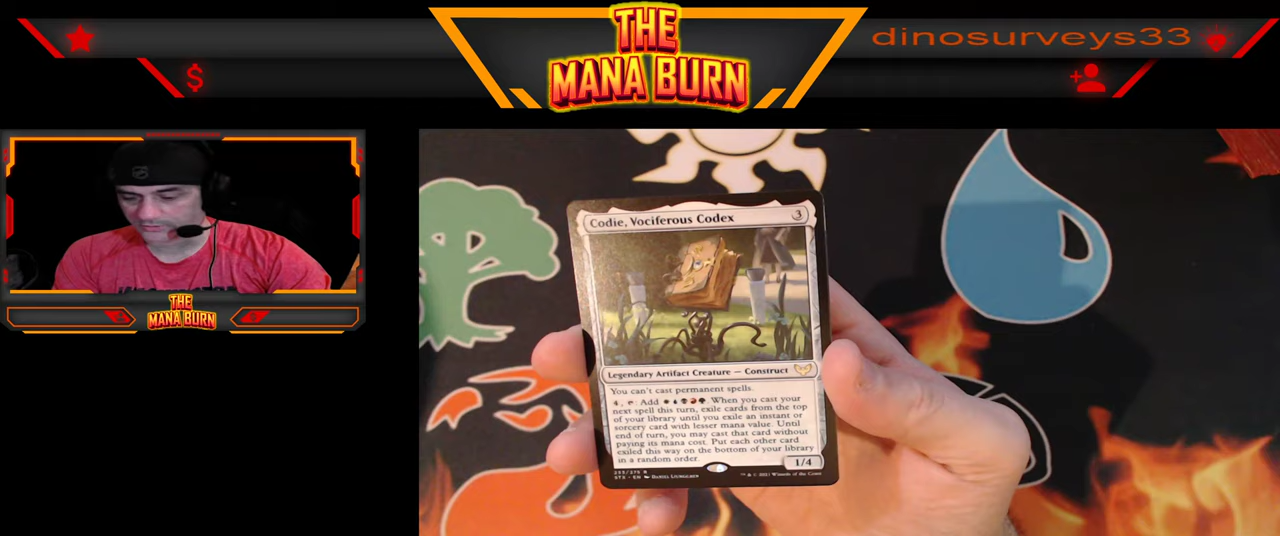 THE
MANA BURN
dinosurveys33
THE
MANA BURN
Codie, Vociferous Codex 3
Legendary Artifact Creature — Construct
You can't cast permanent spells.
4, : Add . When you cast your
next spell this turn, exile cards from the top
of your library until you exile an instant or
sorcery card with lesser mana value. Until
end of turn, you may cast that card without
paying its mana cost. Put each other card
exiled this way on the bottom of your library
in a random order.
1/4
STX • EN